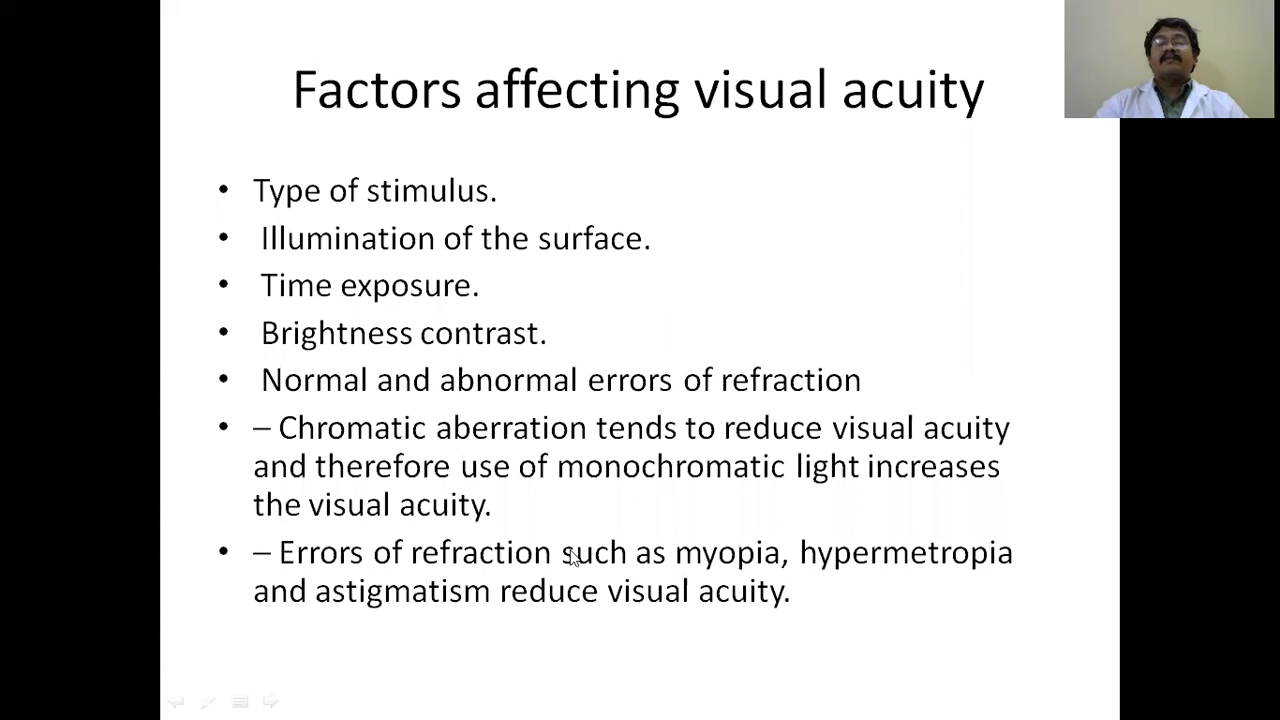 Factors affecting visual acuity
• Type of stimulus.
• Illumination of the surface.
• Time exposure.
• Brightness contrast.
• Normal and abnormal errors of refraction
• – Chromatic aberration tends to reduce visual acuity
and therefore use of monochromatic light increases
the visual acuity.
• – Errors of refraction such as myopia, hypermetropia
and astigmatism reduce visual acuity.